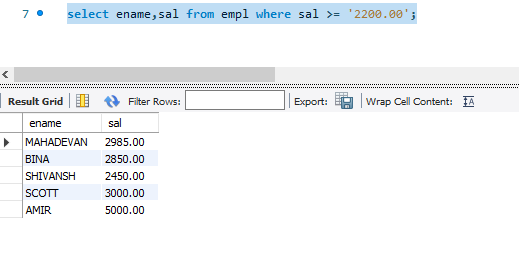 7 select ename,sal from empl where sal >= '2200.00';
Result Grid Filter Rows: Export: Wrap Cell Content: IA
ename sal
MAHADEVAN 2985.00
BINA 2850.00
SHIVANSH 2450.00
SCOTT 3000.00
AMIR 5000.00